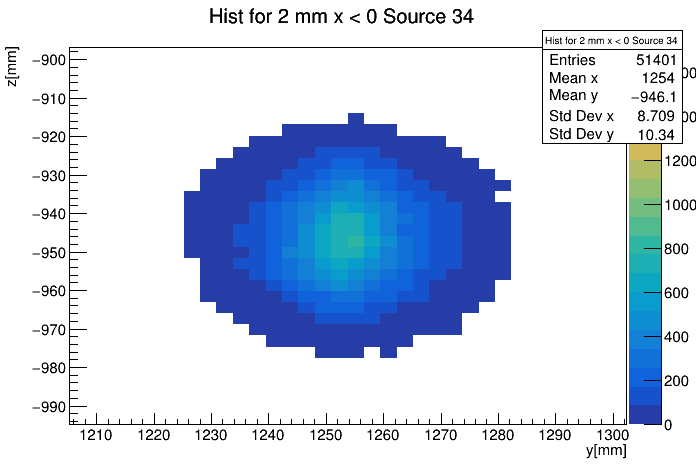 Hist for 2 mm x < 0 Source 34
Hist for 2 mm x < 0 Source 34
Entries 51401
Mean x 1254
Mean y −946.1
Std Dev x 8.709
Std Dev y 10.34
z[mm]
−900
−910
−920
−930
−940
−950
−960
−970
−980
−990
1210 1220 1230 1240 1250 1260 1270 1280 1290 1300
y[mm]
1200
1000
800
600
400
200
0